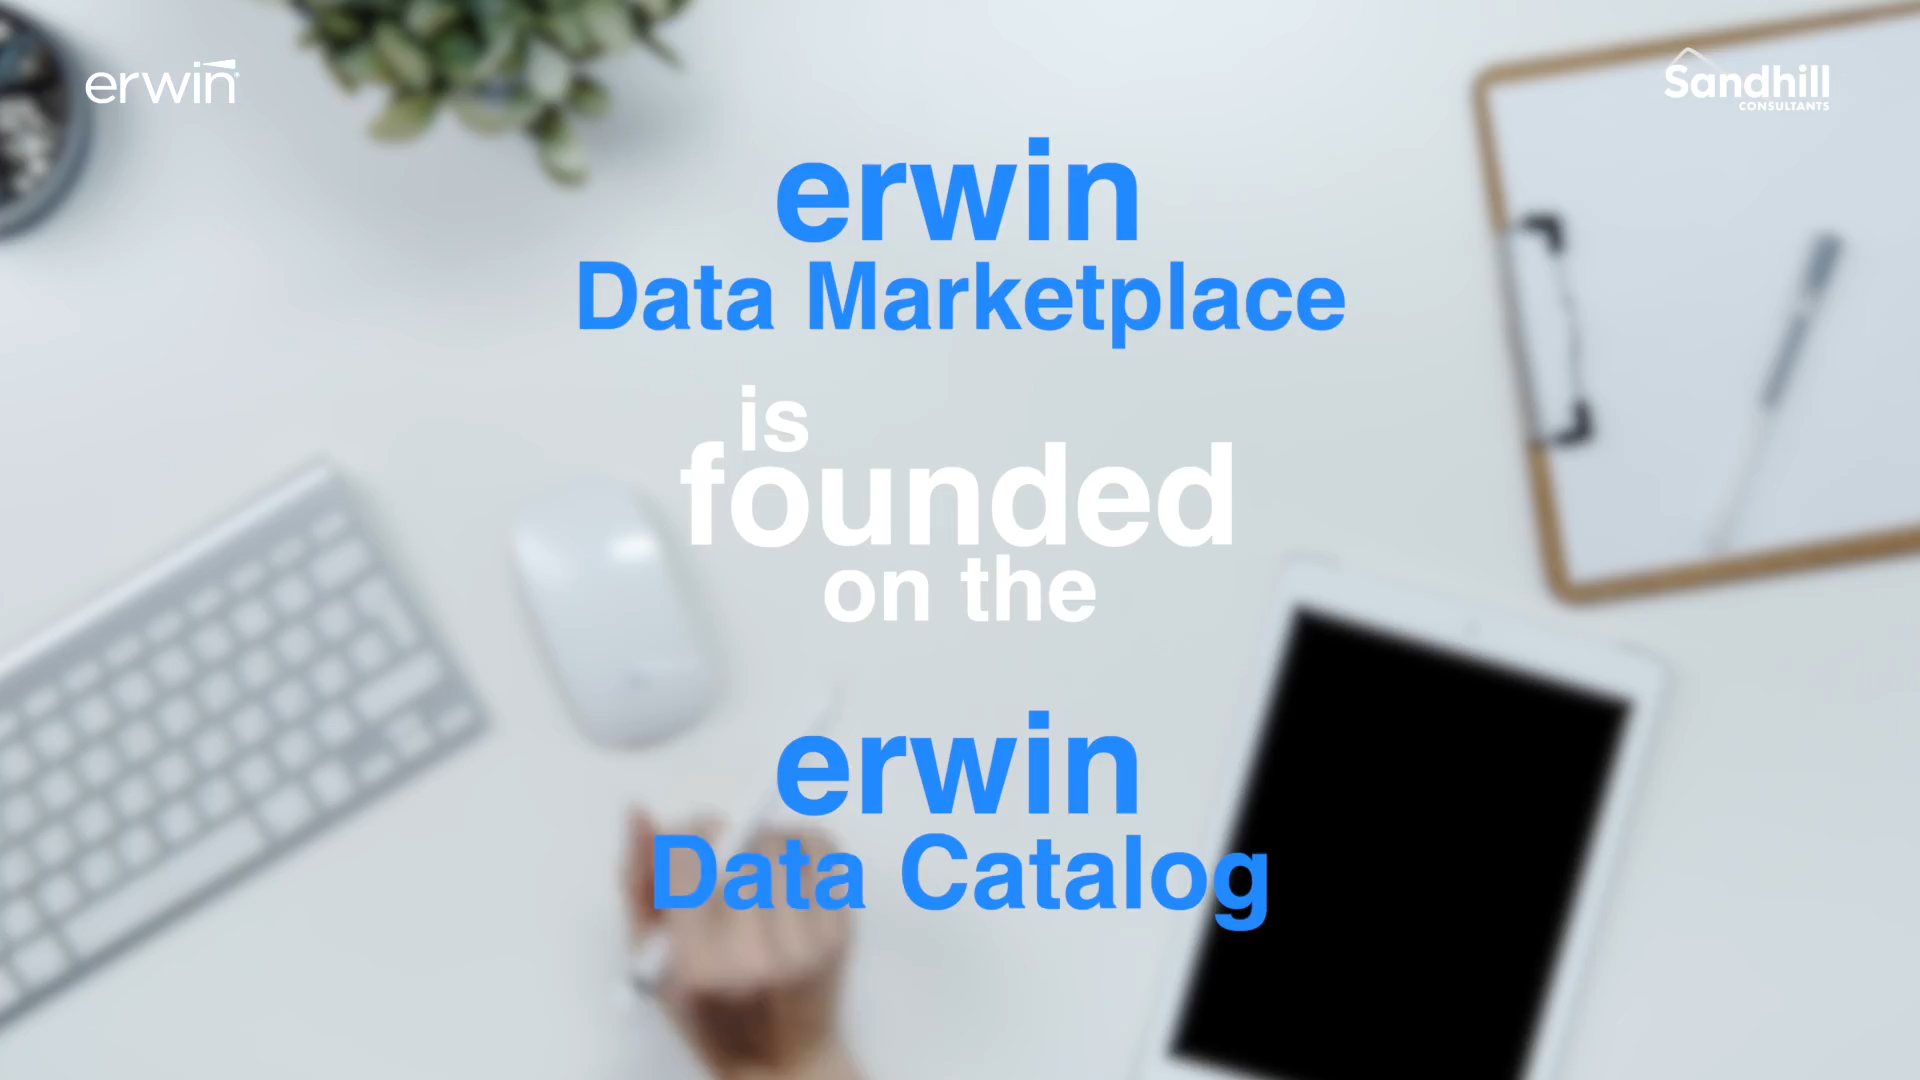 erwin
Sandhill
CONSULTANTS
erwin
Data Marketplace
is
founded
on the
erwin
Data Catalog